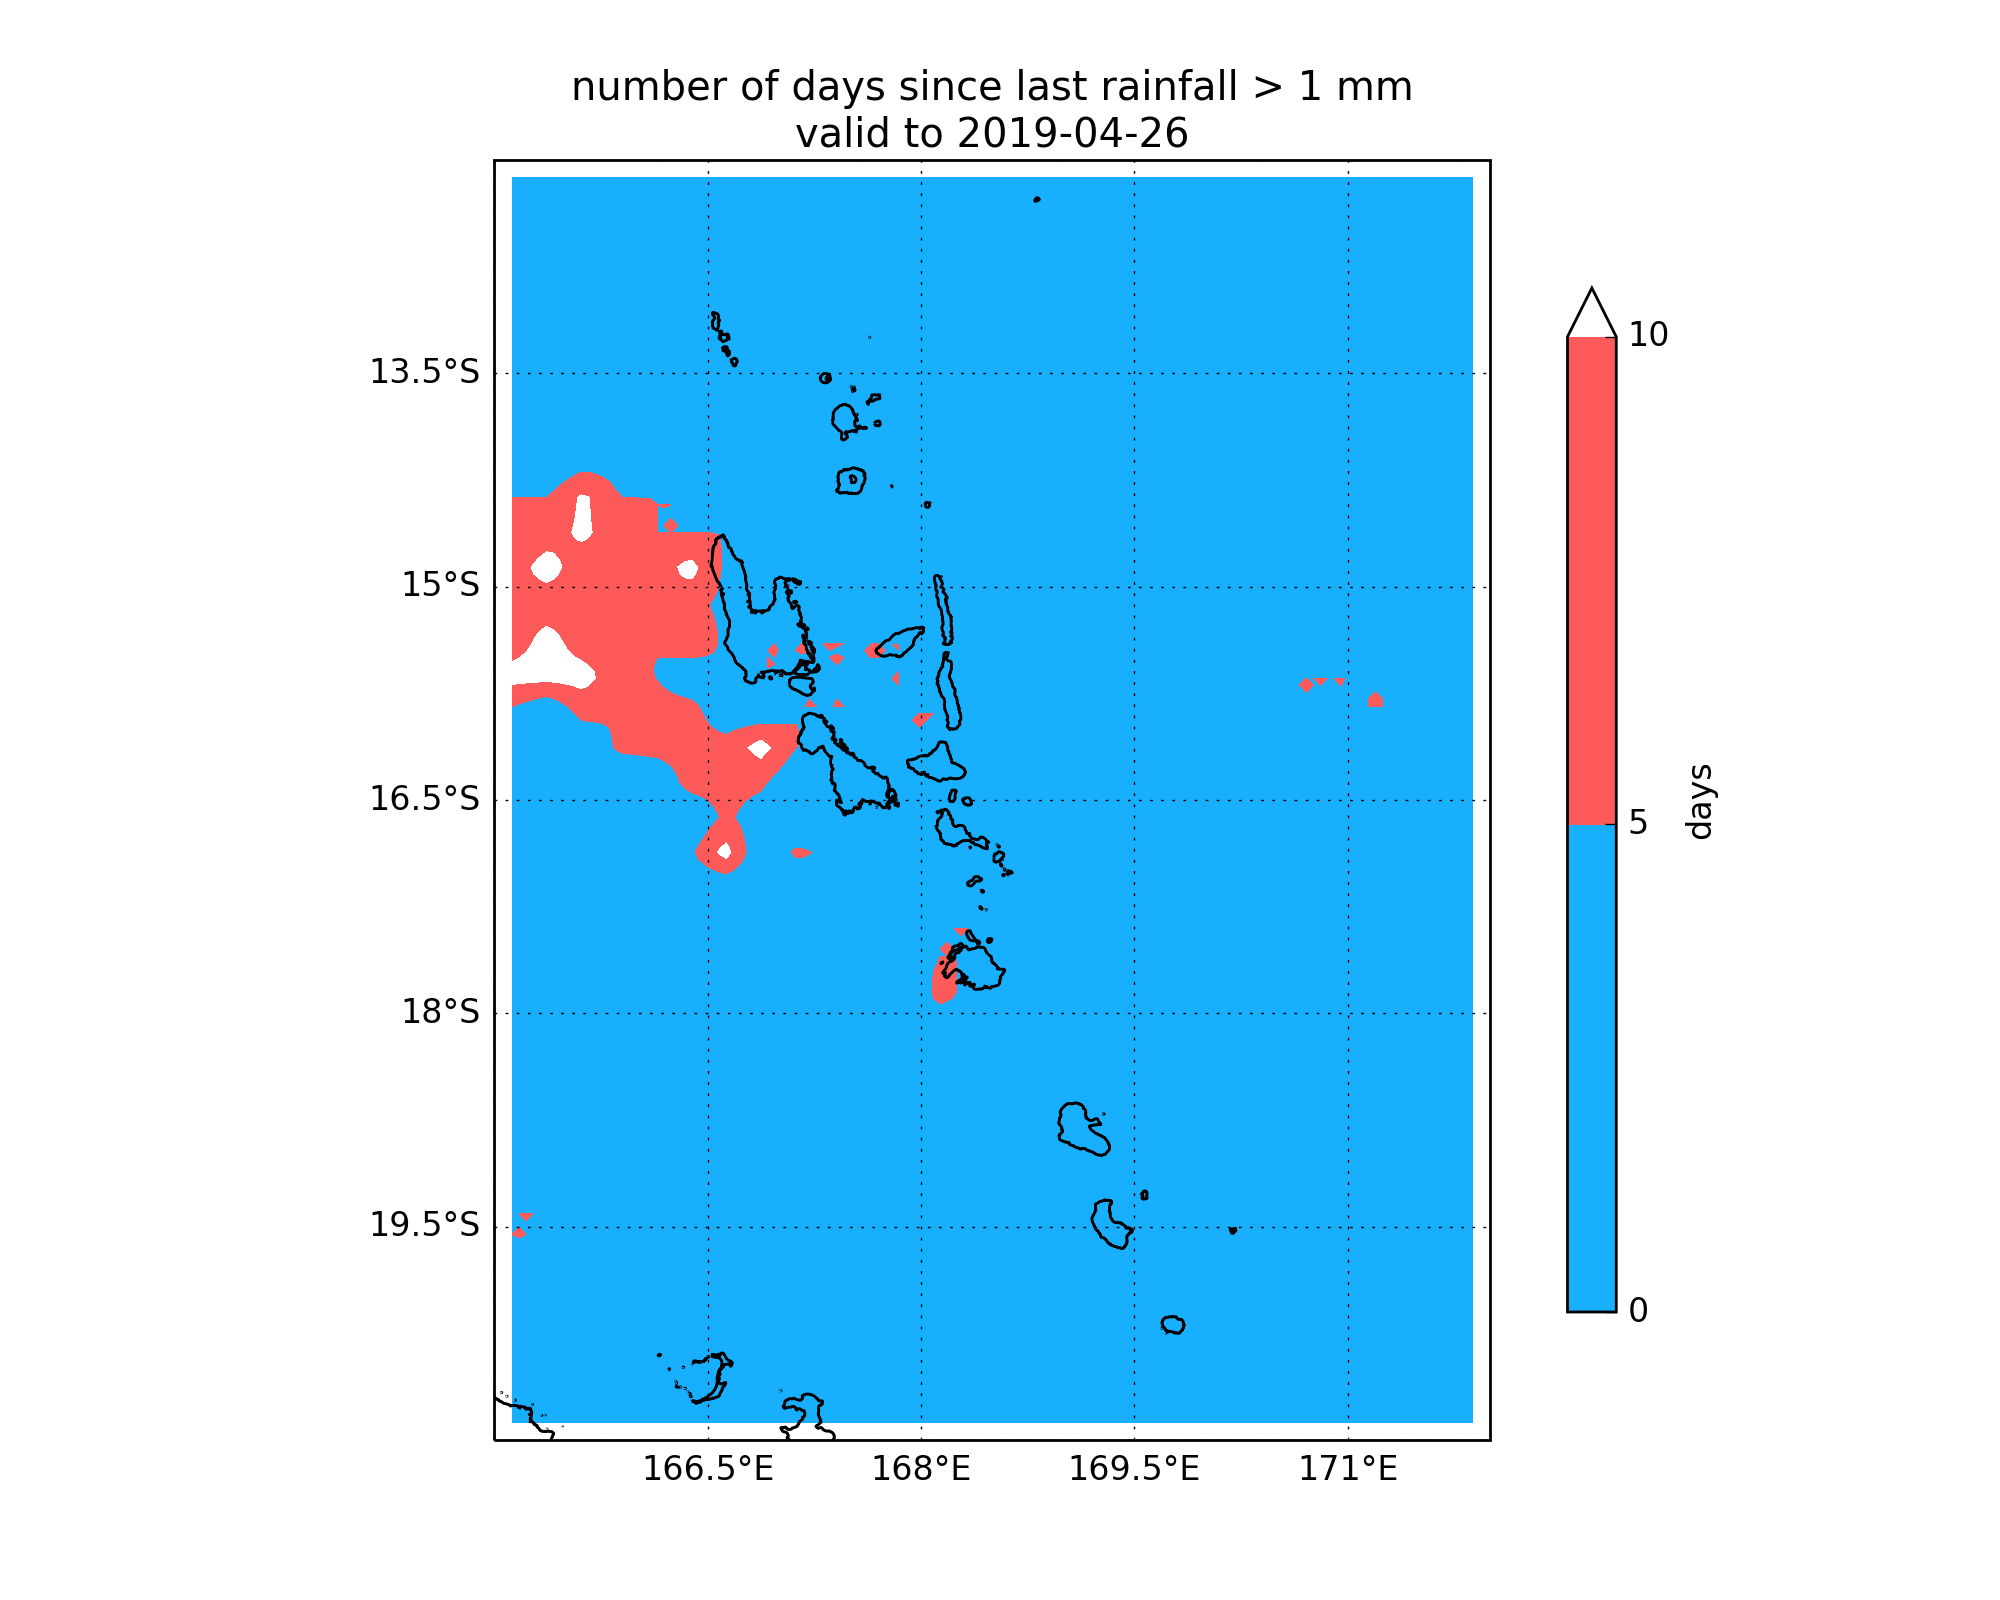 number of days since last rainfall > 1 mm
valid to 2019-04-26
13.5°S
15°S
16.5°S
18°S
19.5°S
166.5°E
168°E
169.5°E
171°E
10
5
0
days